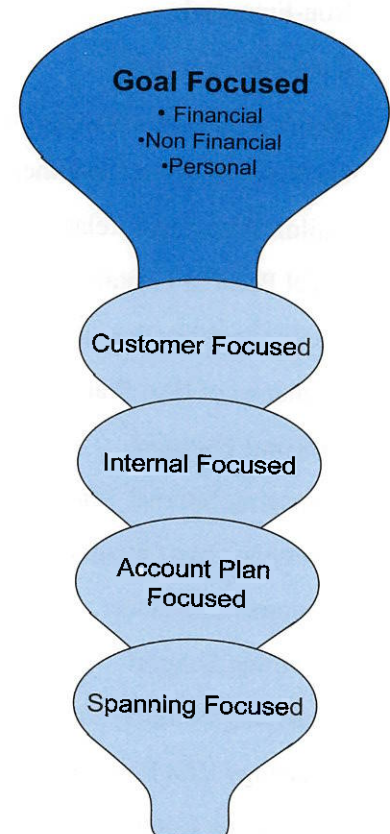 Goal Focused
• Financial
•Non Financial
•Personal
Customer Focused
Internal Focused
Account Plan
Focused
Spanning Focused